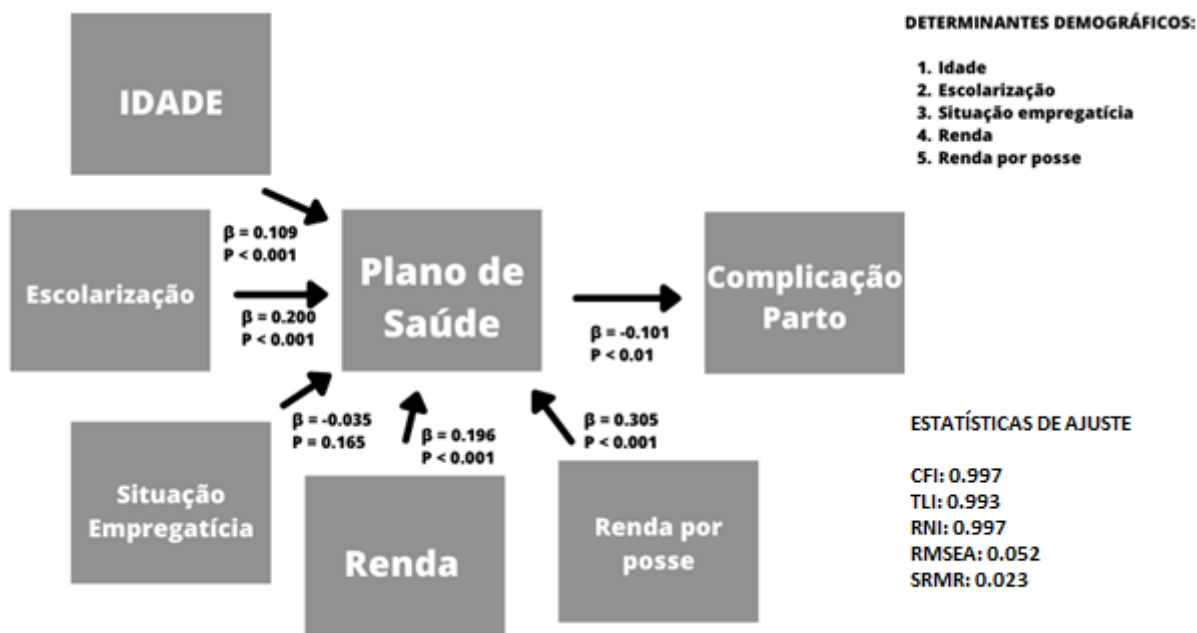 IDADE
DETERMINANTES DEMOGRÁFICOS:
1. Idade
2. Escolarização
3. Situação empregatícia
4. Renda
5. Renda por posse
β = 0.109
P < 0.001
Escolarização
β = 0.200
P < 0.001
Plano de
Saúde
β = -0.101
P < 0.01
Complicação
Parto
β = -0.035
P = 0.165
β = 0.196
P < 0.001
β = 0.305
P < 0.001
Situação
Empregatícia
Renda
Renda por
posse
ESTATÍSTICAS DE AJUSTE
CFI: 0.997
TLI: 0.993
RNI: 0.997
RMSEA: 0.052
SRMR: 0.023